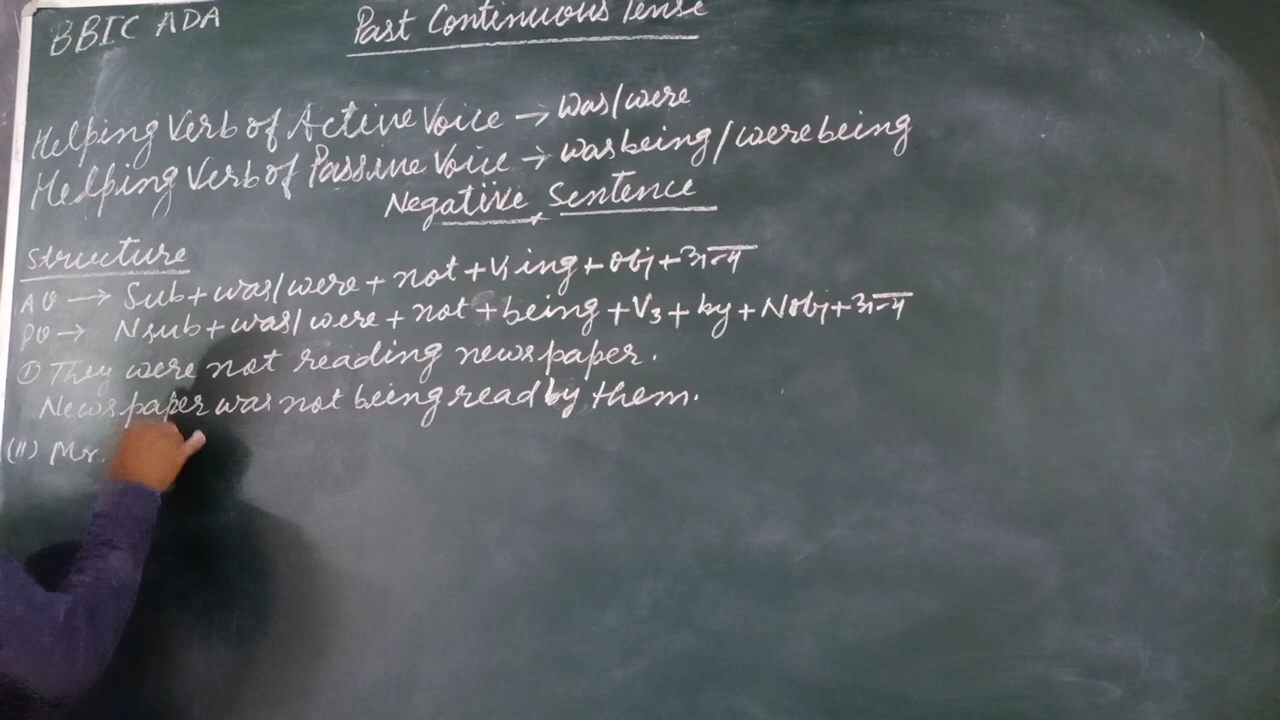 BBIC ADA
Past Continuous Tense
Helping Verb of Active Voice → was/were
Helping Verb of Passive Voice → was being/were being
Negative Sentence
Structure
AV → Sub + was/were + not + V1 ing + obj + अन्य
PV → Nsub + was/were + not + being + V3 + by + Nobj + अन्य
(I) They were not reading newspaper.
Newspaper was not being read by them.
(II) Mr.